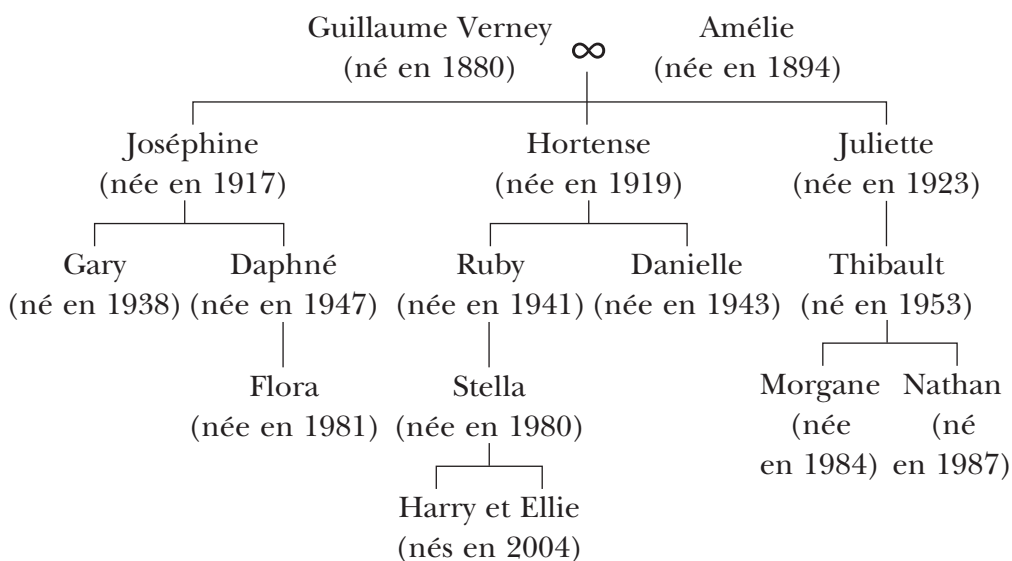 Guillaume Verney
(né en 1880)
∞
Amélie
(née en 1894)
Joséphine
(née en 1917)
Hortense
(née en 1919)
Juliette
(née en 1923)
Gary
(né en 1938)
Daphné
(née en 1947)
Ruby
(née en 1941)
Danielle
(née en 1943)
Thibault
(né en 1953)
Flora
(née en 1981)
Stella
(née en 1980)
Morgane
(née
en 1984)
Nathan
(né
en 1987)
Harry et Ellie
(nés en 2004)